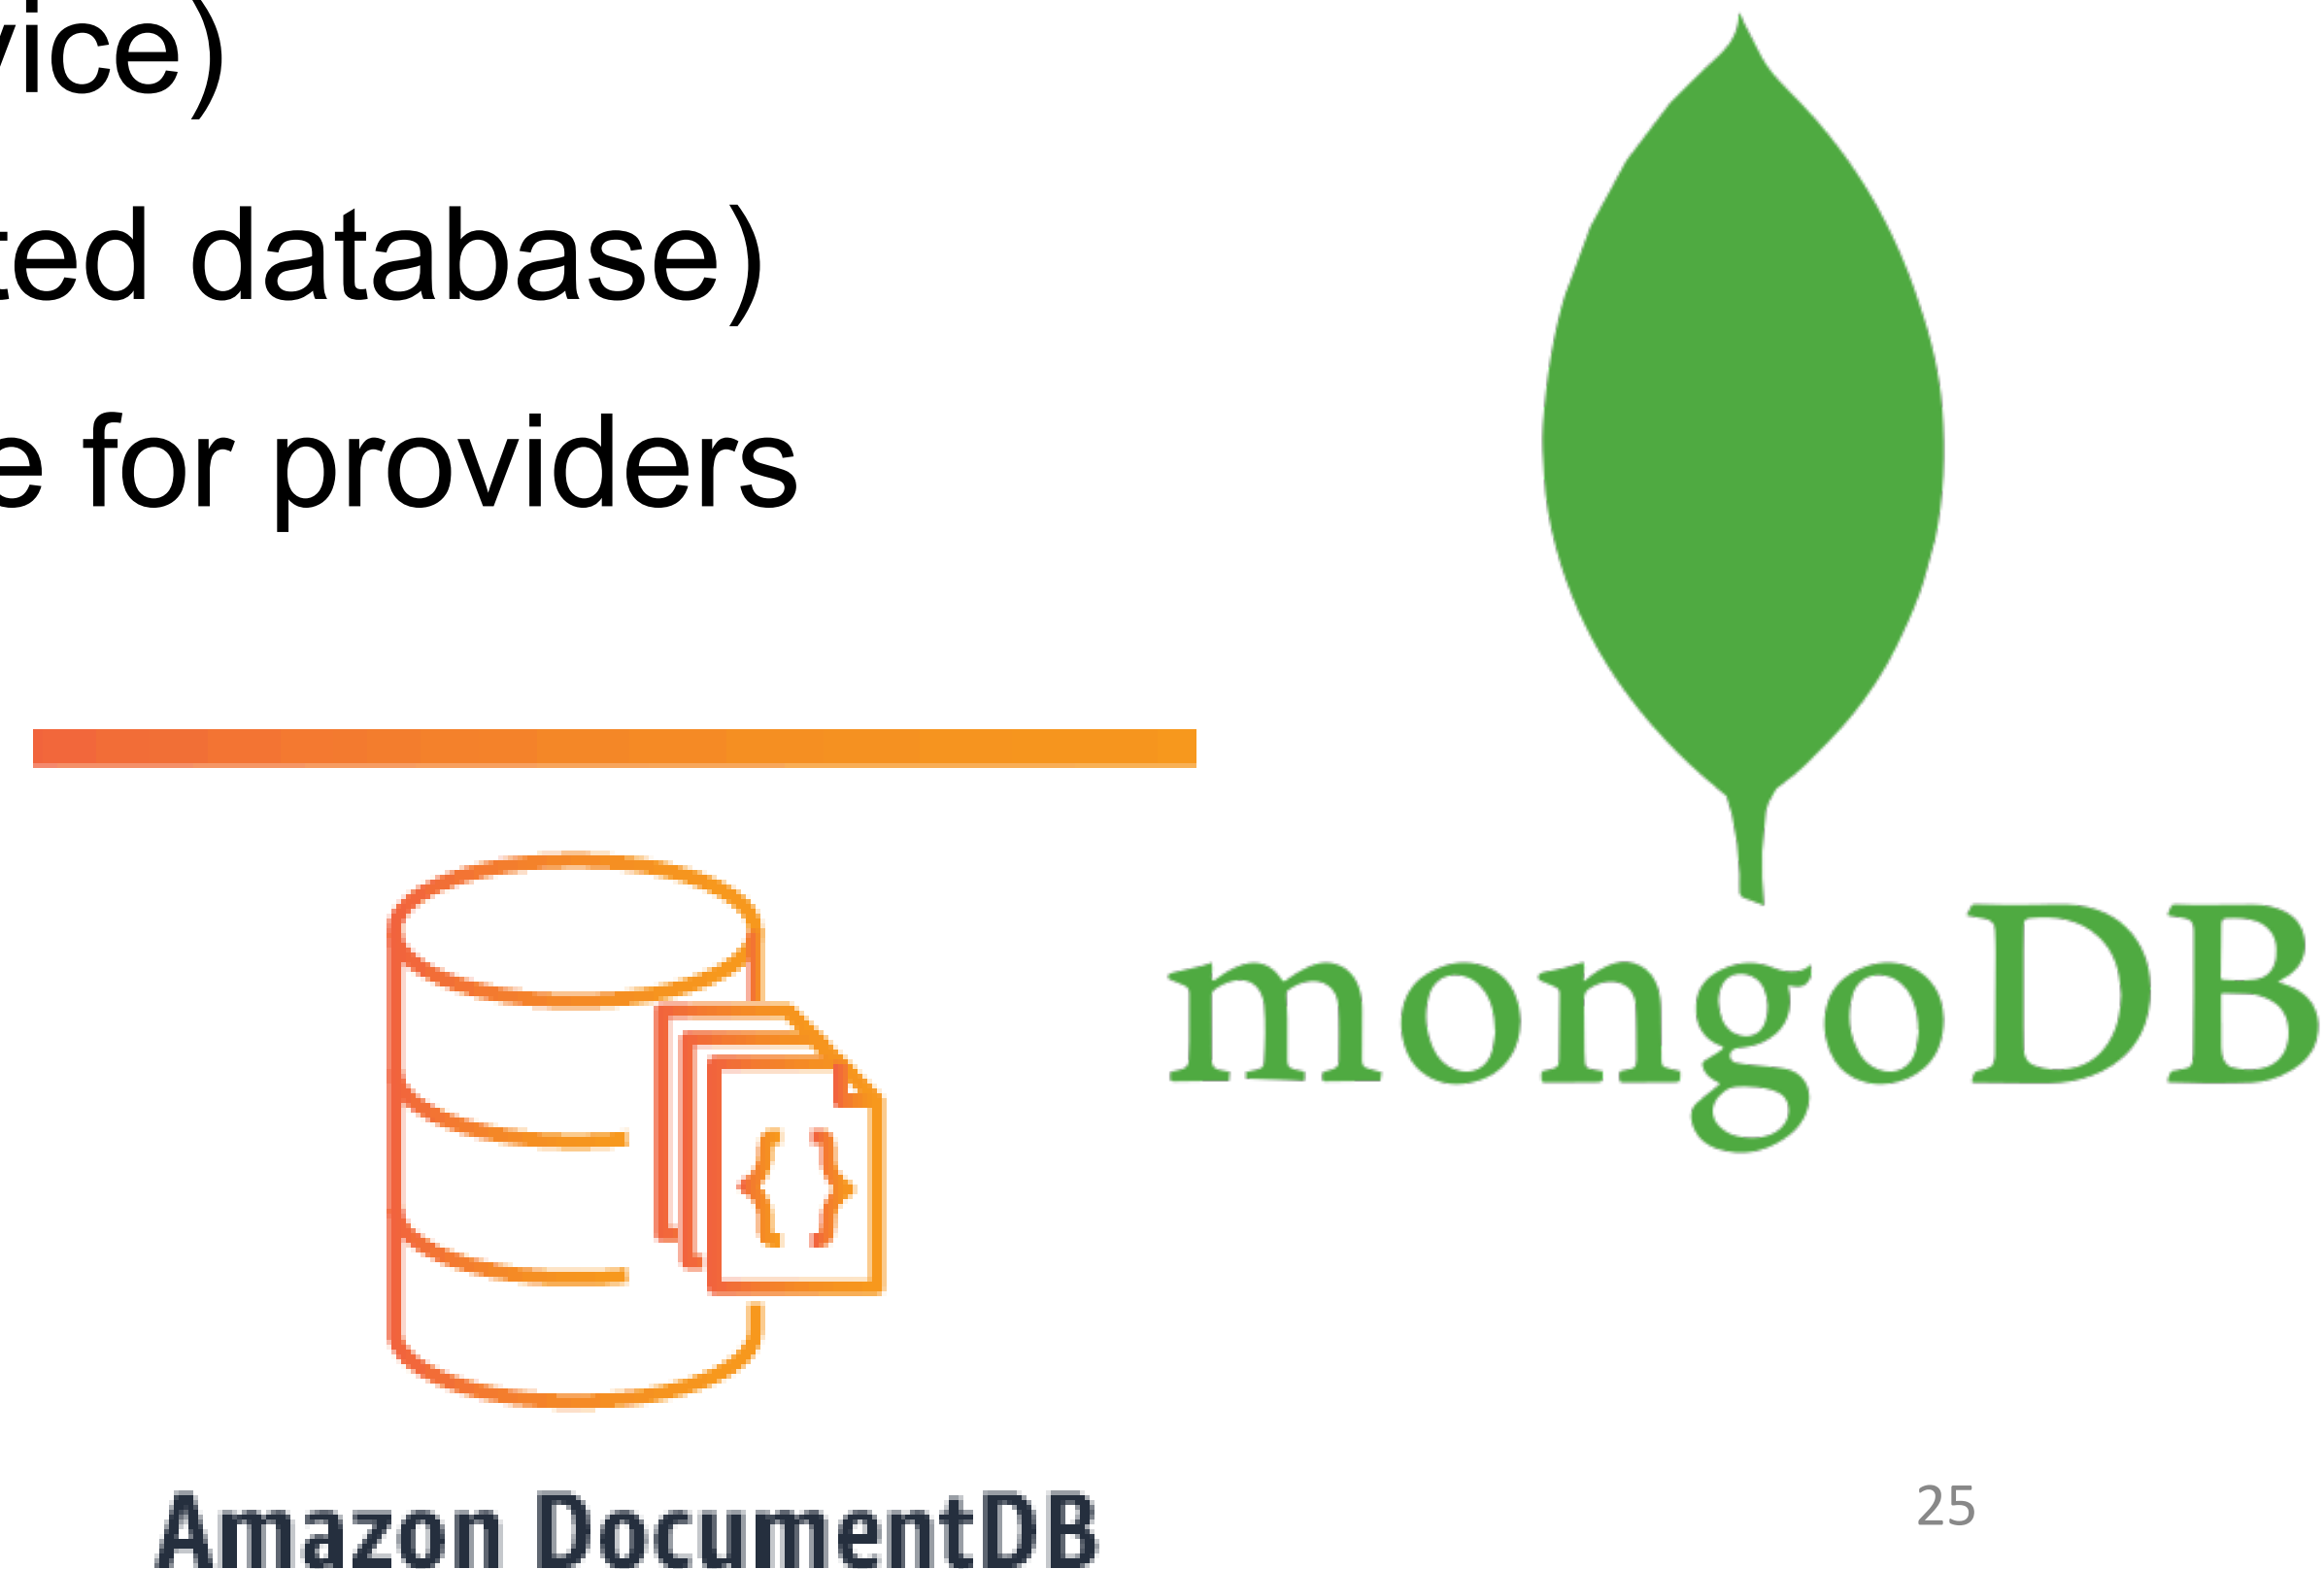 vice)
ted database)
e for providers
{ }
mongoDB
Amazon DocumentDB
25